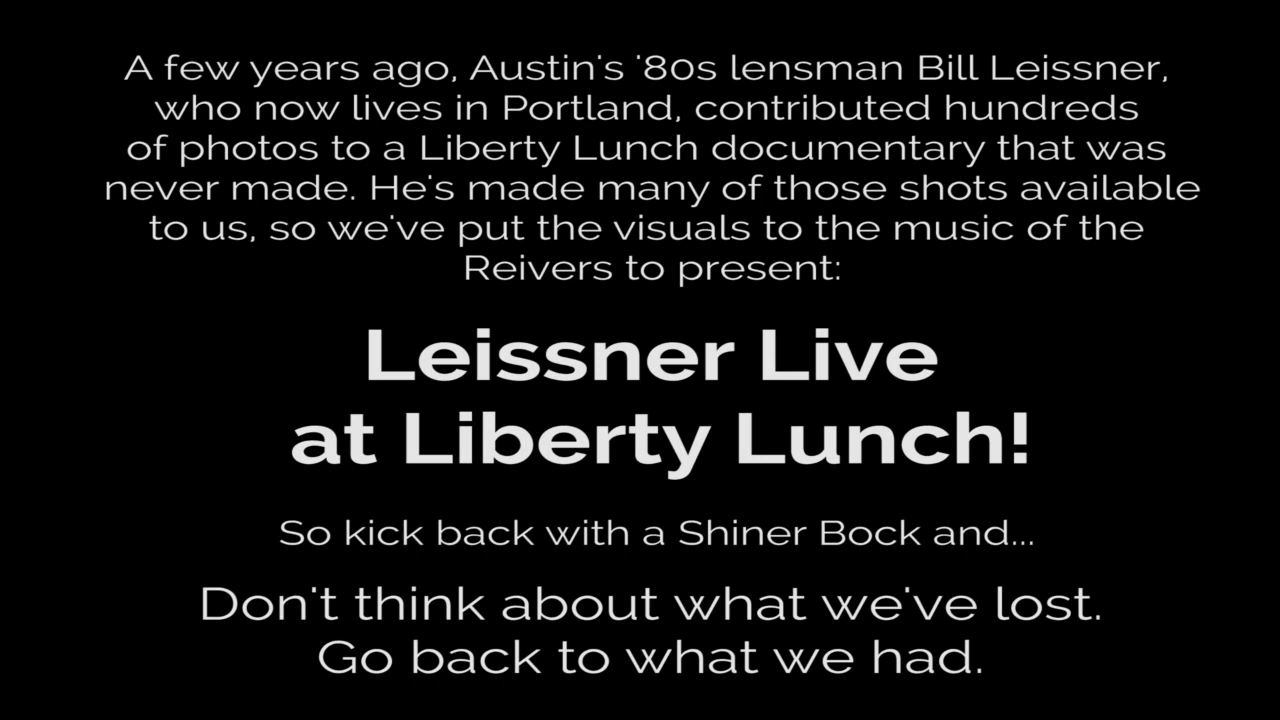 A few years ago, Austin's '80s lensman Bill Leissner,
who now lives in Portland, contributed hundreds
of photos to a Liberty Lunch documentary that was
never made. He's made many of those shots available
to us, so we've put the visuals to the music of the
Reivers to present:
Leissner Live
at Liberty Lunch!
So kick back with a Shiner Bock and...
Don't think about what we've lost.
Go back to what we had.